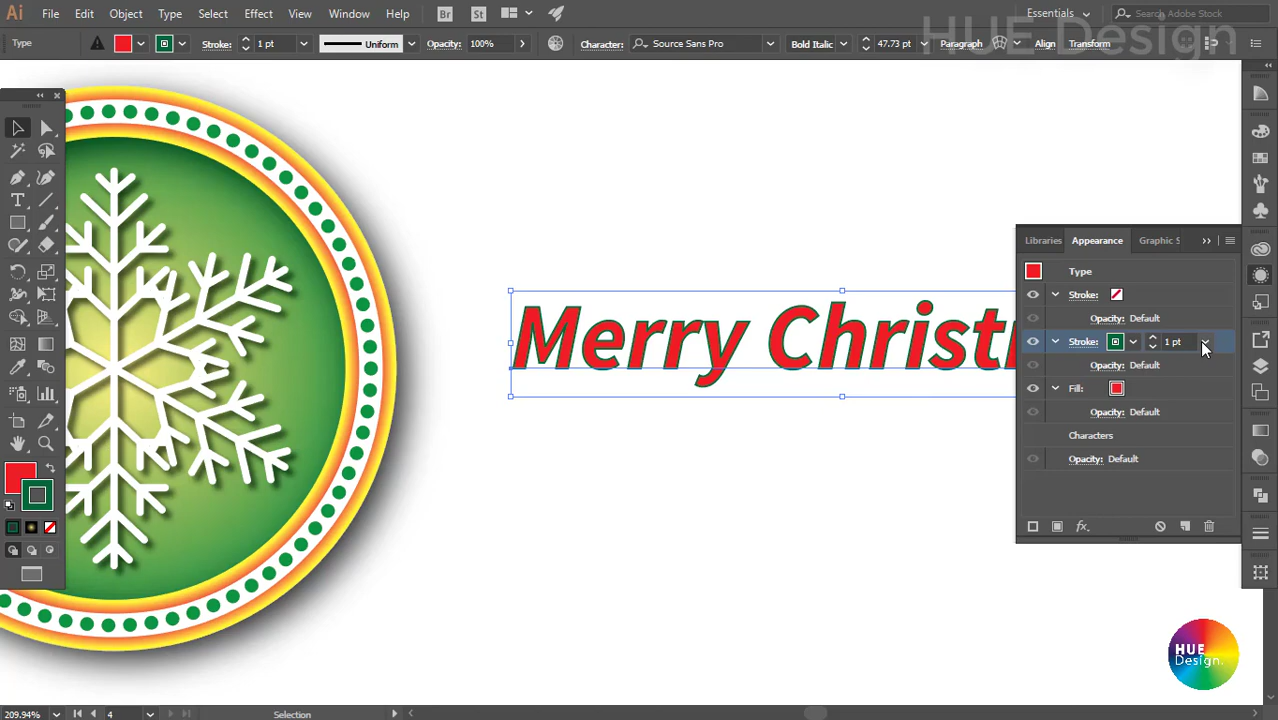 Ai File Edit Object Type Select Effect View Window Help Br St Essentials Search Adobe Stock
HUE Design
Type Stroke: 1 pt Uniform Opacity: 100% Character: Source Sans Pro Bold Italic 47.73 pt Paragraph Align Transform
Libraries Appearance Graphic S
Type
Stroke:
Opacity: Default
Merry Christ
Stroke: 1 pt
Opacity: Default
Fill:
Opacity: Default
Characters
Opacity: Default
fx.
HUE
Design.
209.94% 4 Selection